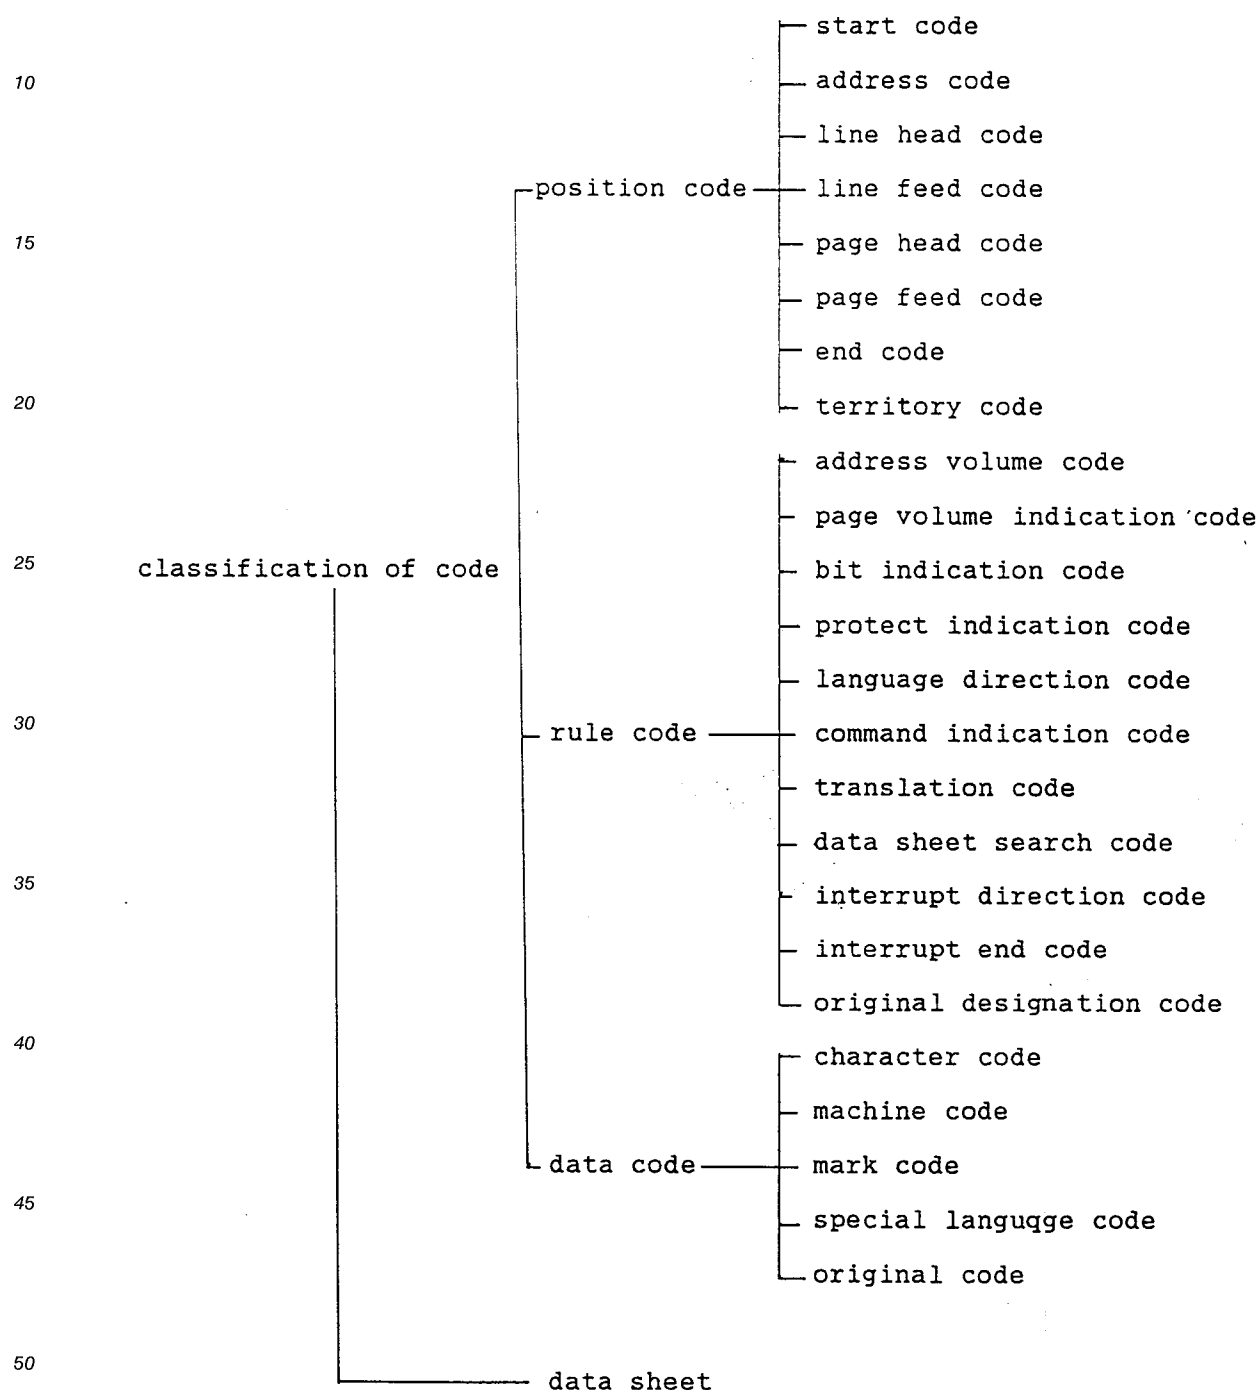 start code
10 address code
line head code
position code line feed code
15 page head code
page feed code
end code
20 territory code
address volume code
page volume indication code
25 classification of code bit indication code
protect indication code
language direction code
30 rule code command indication code
translation code
data sheet search code
35 interrupt direction code
interrupt end code
original designation code
40 character code
machine code
data code mark code
45 special languqge code
original code
50 data sheet